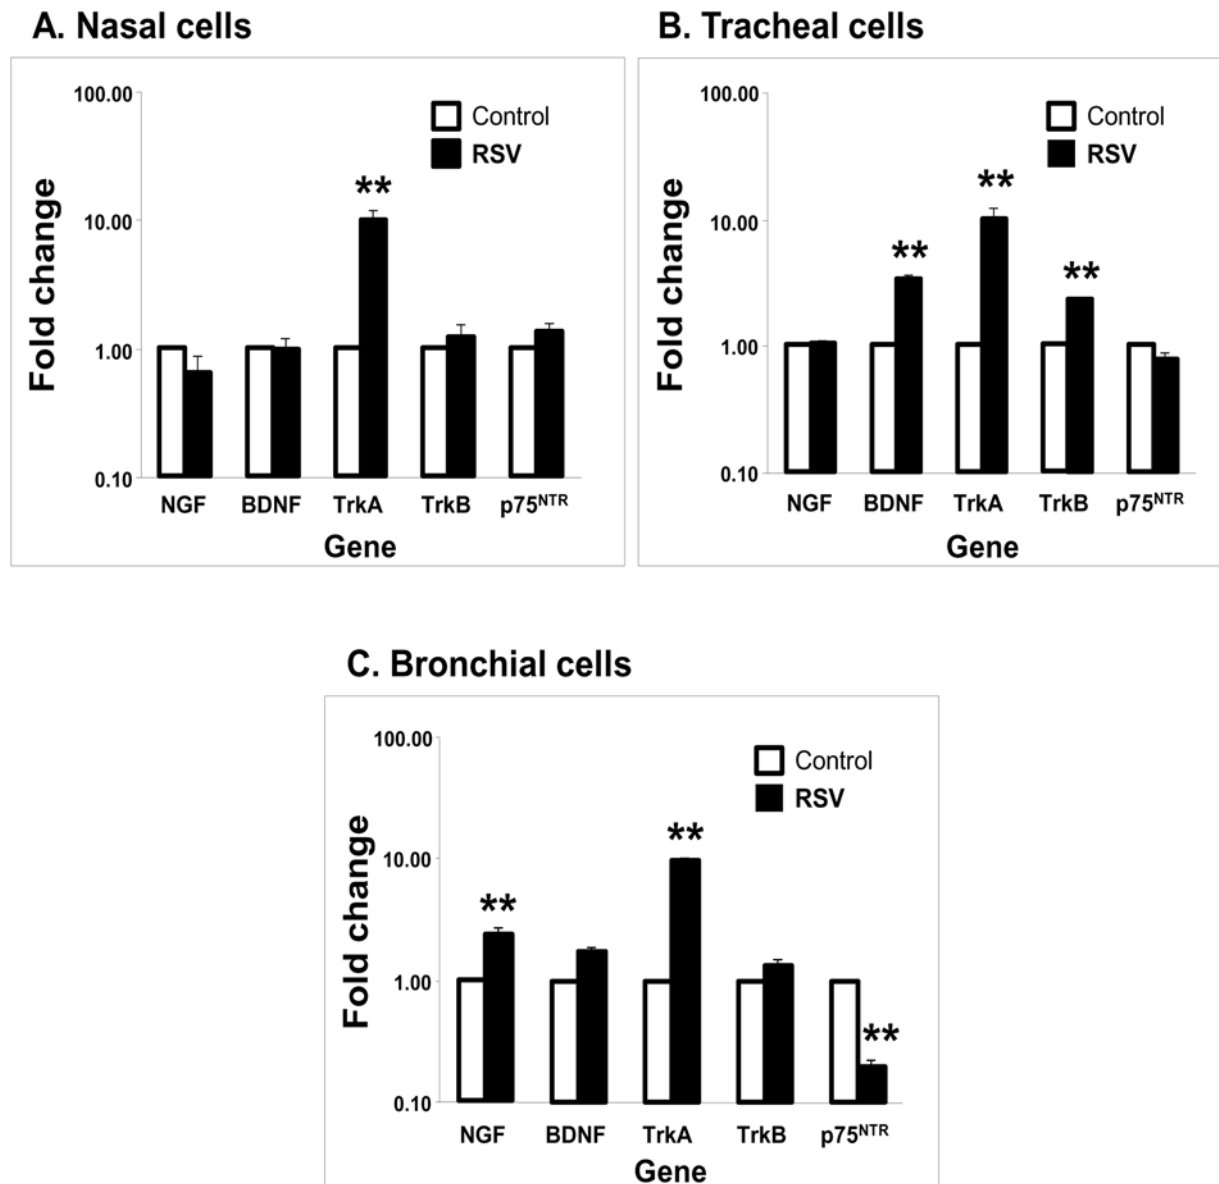 A. Nasal cells
100.00
10.00
1.00
0.10
Fold change
Control
RSV
**
NGF BDNF TrkA TrkB p75NTR
Gene
B. Tracheal cells
100.00
10.00
1.00
0.10
Fold change
Control
RSV
**
**
**
NGF BDNF TrkA TrkB p75NTR
Gene
C. Bronchial cells
100.00
10.00
1.00
0.10
Fold change
Control
RSV
**
**
**
NGF BDNF TrkA TrkB p75NTR
Gene